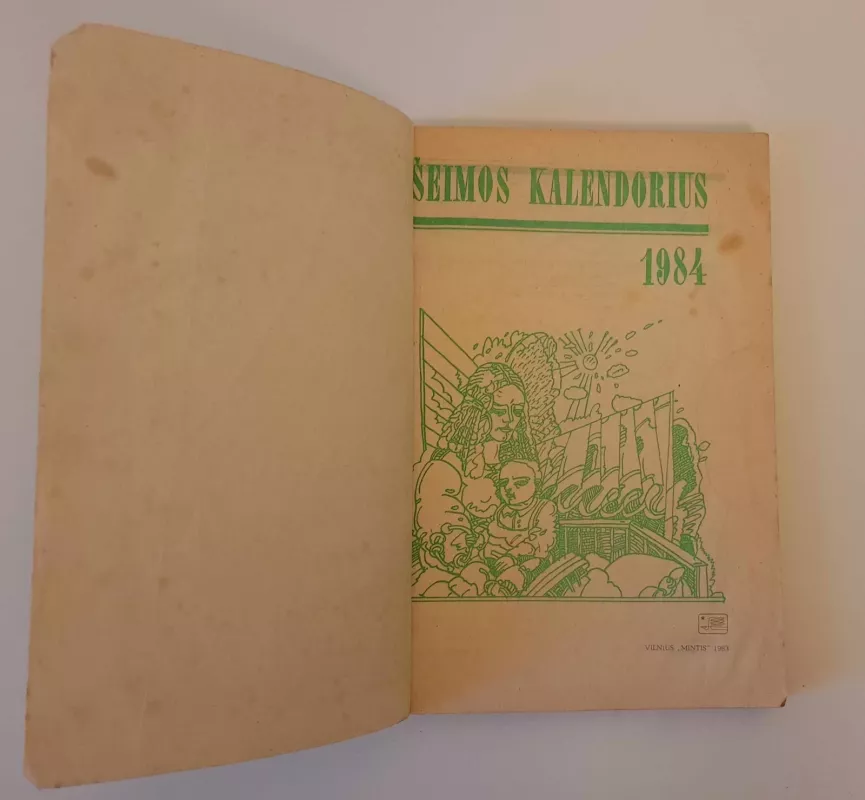 ŠEIMOS KALENDORIUS
1984
VILNIUS „MINTIS“ 1983